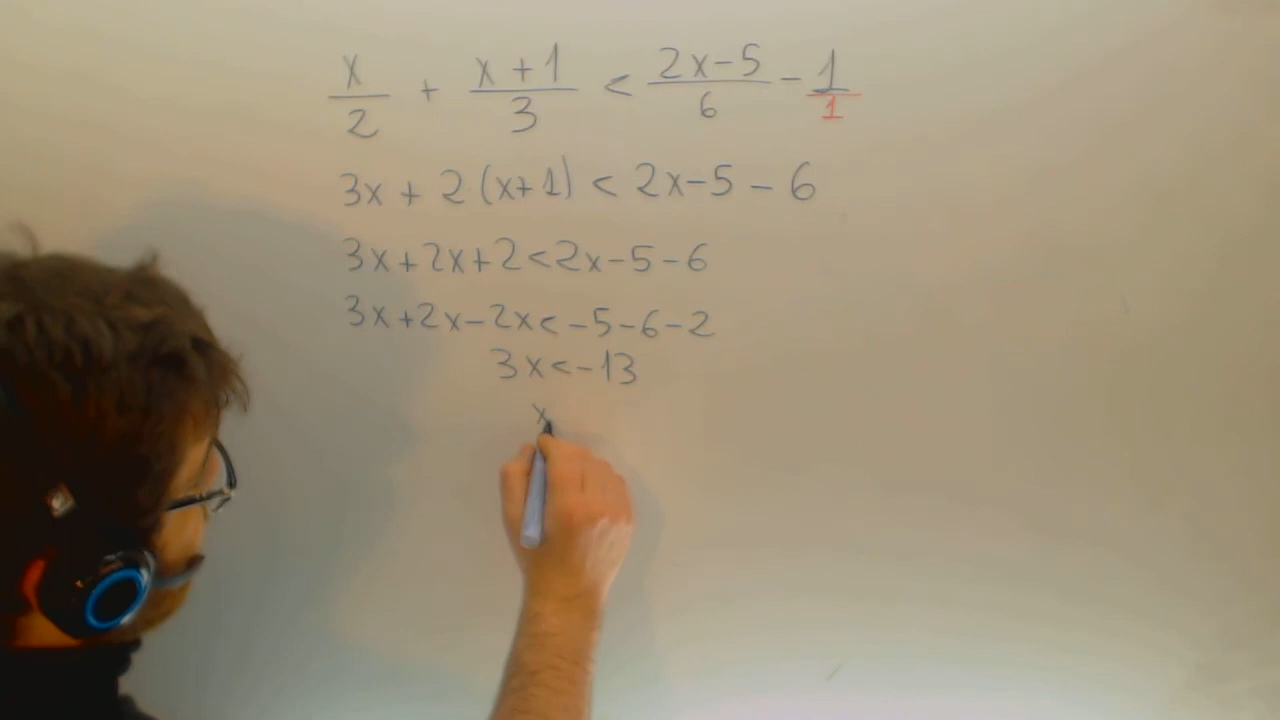 x/2 + x+1/3 < 2x-5/6 - 1/1
3x + 2 (x+1) < 2x-5 - 6
3x+2x+2<2x-5-6
3x+2x-2x<-5-6-2
3x<-13
x